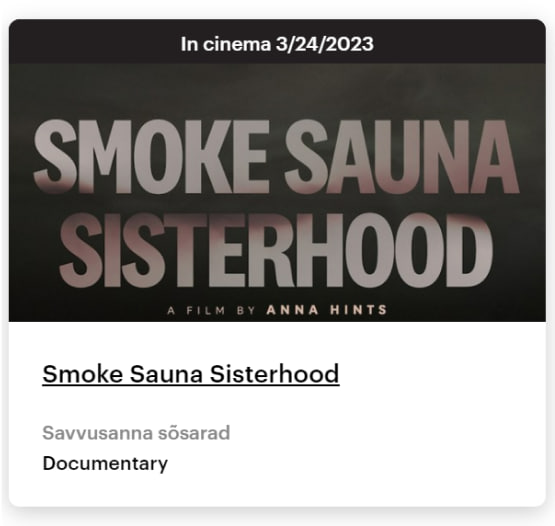 In cinema 3/24/2023
SMOKE SAUNA
SISTERHOOD
A FILM BY ANNA HINTS
Smoke Sauna Sisterhood
Savvusanna sõsarad
Documentary